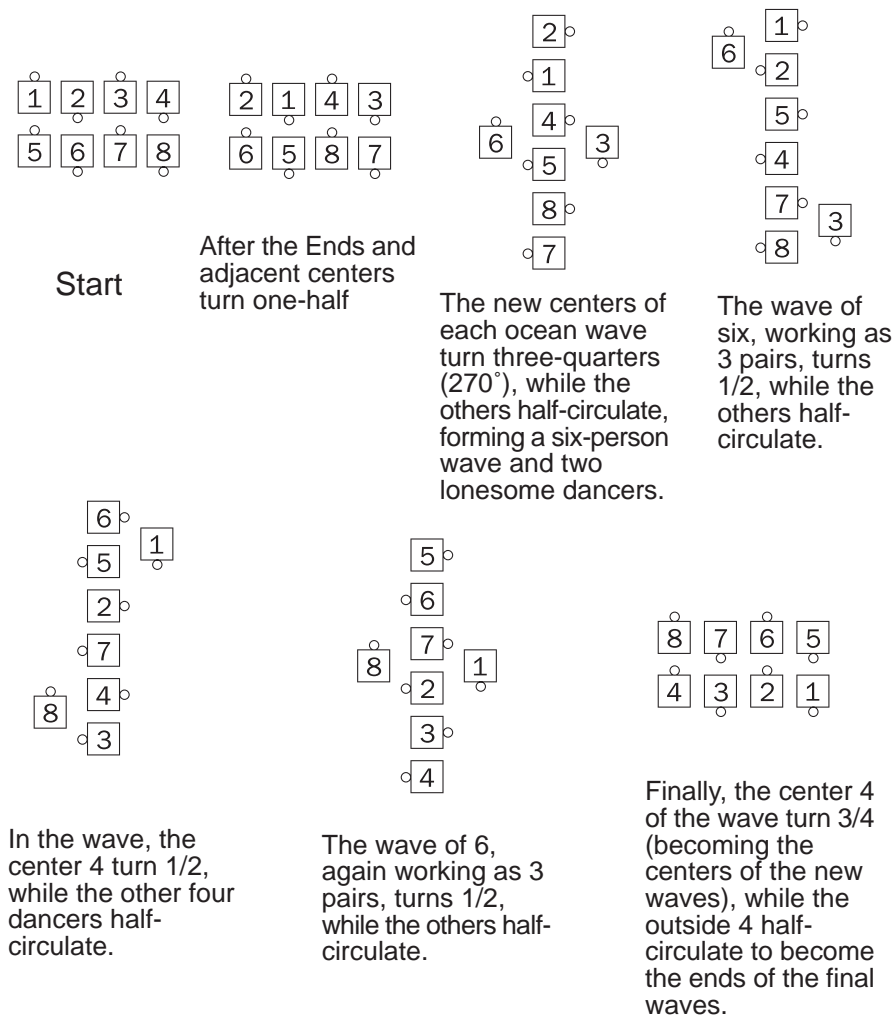 1 2 3 4
5 6 7 8
Start
2 1 4 3
6 5 8 7
After the Ends and
adjacent centers
turn one-half
2
1
4
6 3
5
8
7
The new centers of
each ocean wave
turn three-quarters
(270°), while the
others half-circulate,
forming a six-person
wave and two
lonesome dancers.
1
6
2
5
4
7
3
8
The wave of
six, working as
3 pairs, turns
1/2, while the
others half-
circulate.
6
1
5
2
7
4
8
3
In the wave, the
center 4 turn 1/2,
while the other four
dancers half-
circulate.
5
6
7
8 1
2
3
4
The wave of 6,
again working as 3
pairs, turns 1/2,
while the others half-
circulate.
8 7 6 5
4 3 2 1
Finally, the center 4
of the wave turn 3/4
(becoming the
centers of the new
waves), while the
outside 4 half-
circulate to become
the ends of the final
waves.